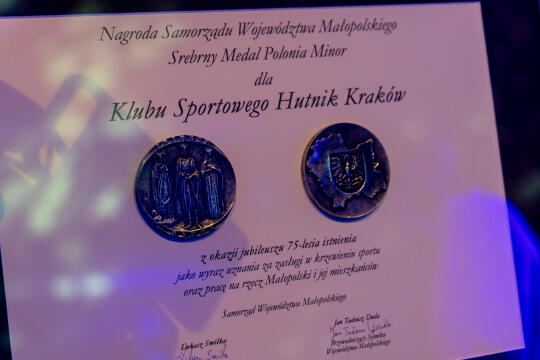 Nagroda Samorządu Województwa Małopolskiego
Srebrny Medal Polonia Minor
dla
Klubu Sportowego Hutnik Kraków
z okazji jubileuszu 75-lecia istnienia
jako wyraz uznania za zasługi w krzewieniu sportu
oraz pracę na rzecz Małopolski i jej mieszkańców
Samorząd Województwa Małopolskiego
Łukasz Smółka
Jan Tadeusz Duda
Przewodniczący Sejmiku
Województwa Małopolskiego